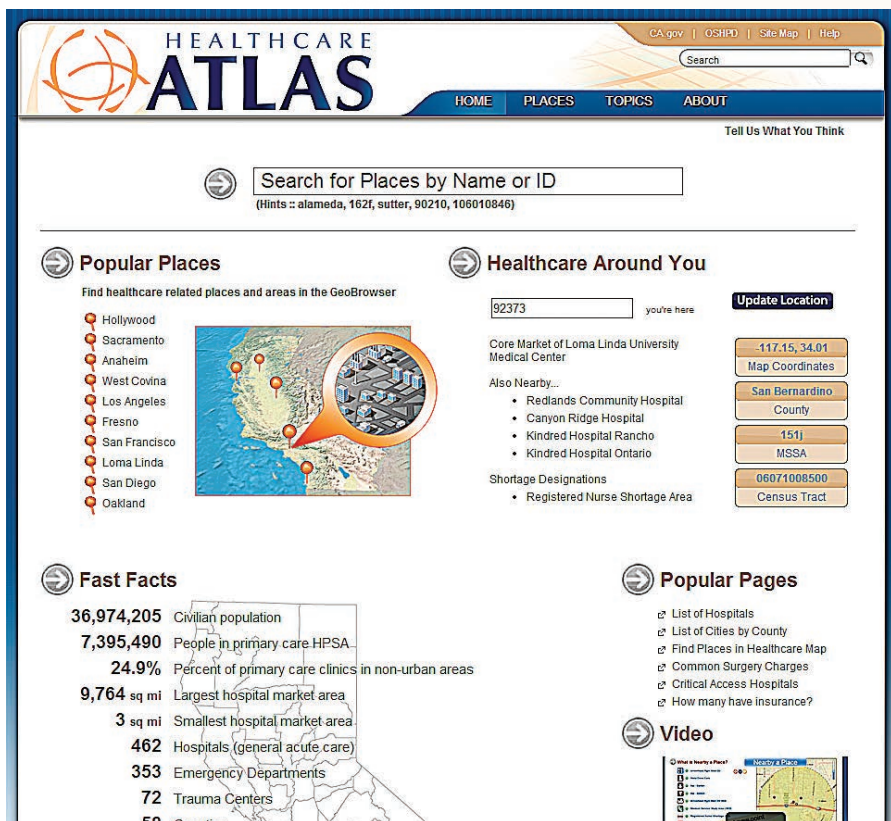 HEALTHCARE
ATLAS
CA.gov | OSHPD | Site Map | Help
Search
HOME PLACES TOPICS ABOUT
Tell Us What You Think
Search for Places by Name or ID
(Hints :: alameda, 162f, sutter, 90210, 106010846)
Popular Places
Find healthcare related places and areas in the GeoBrowser
Hollywood
Sacramento
Anaheim
West Covina
Los Angeles
Fresno
San Francisco
Loma Linda
San Diego
Oakland
Healthcare Around You
92373 you're here Update Location
Core Market of Loma Linda University
Medical Center
Also Nearby...
• Redlands Community Hospital
• Canyon Ridge Hospital
• Kindred Hospital Rancho
• Kindred Hospital Ontario
Shortage Designations
• Registered Nurse Shortage Area
-117.15, 34.01
Map Coordinates
San Bernardino
County
151j
MSSA
06071008500
Census Tract
Fast Facts
36,974,205 Civilian population
7,395,490 People in primary care HPSA
24.9% Percent of primary care clinics in non-urban areas
9,764 sq mi Largest hospital market area
3 sq mi Smallest hospital market area
462 Hospitals (general acute care)
353 Emergency Departments
72 Trauma Centers
Popular Pages
List of Hospitals
List of Cities by County
Find Places in Healthcare Map
Common Surgery Charges
Critical Access Hospitals
How many have insurance?
Video
What is Nearby a Place?
Nearby a Place